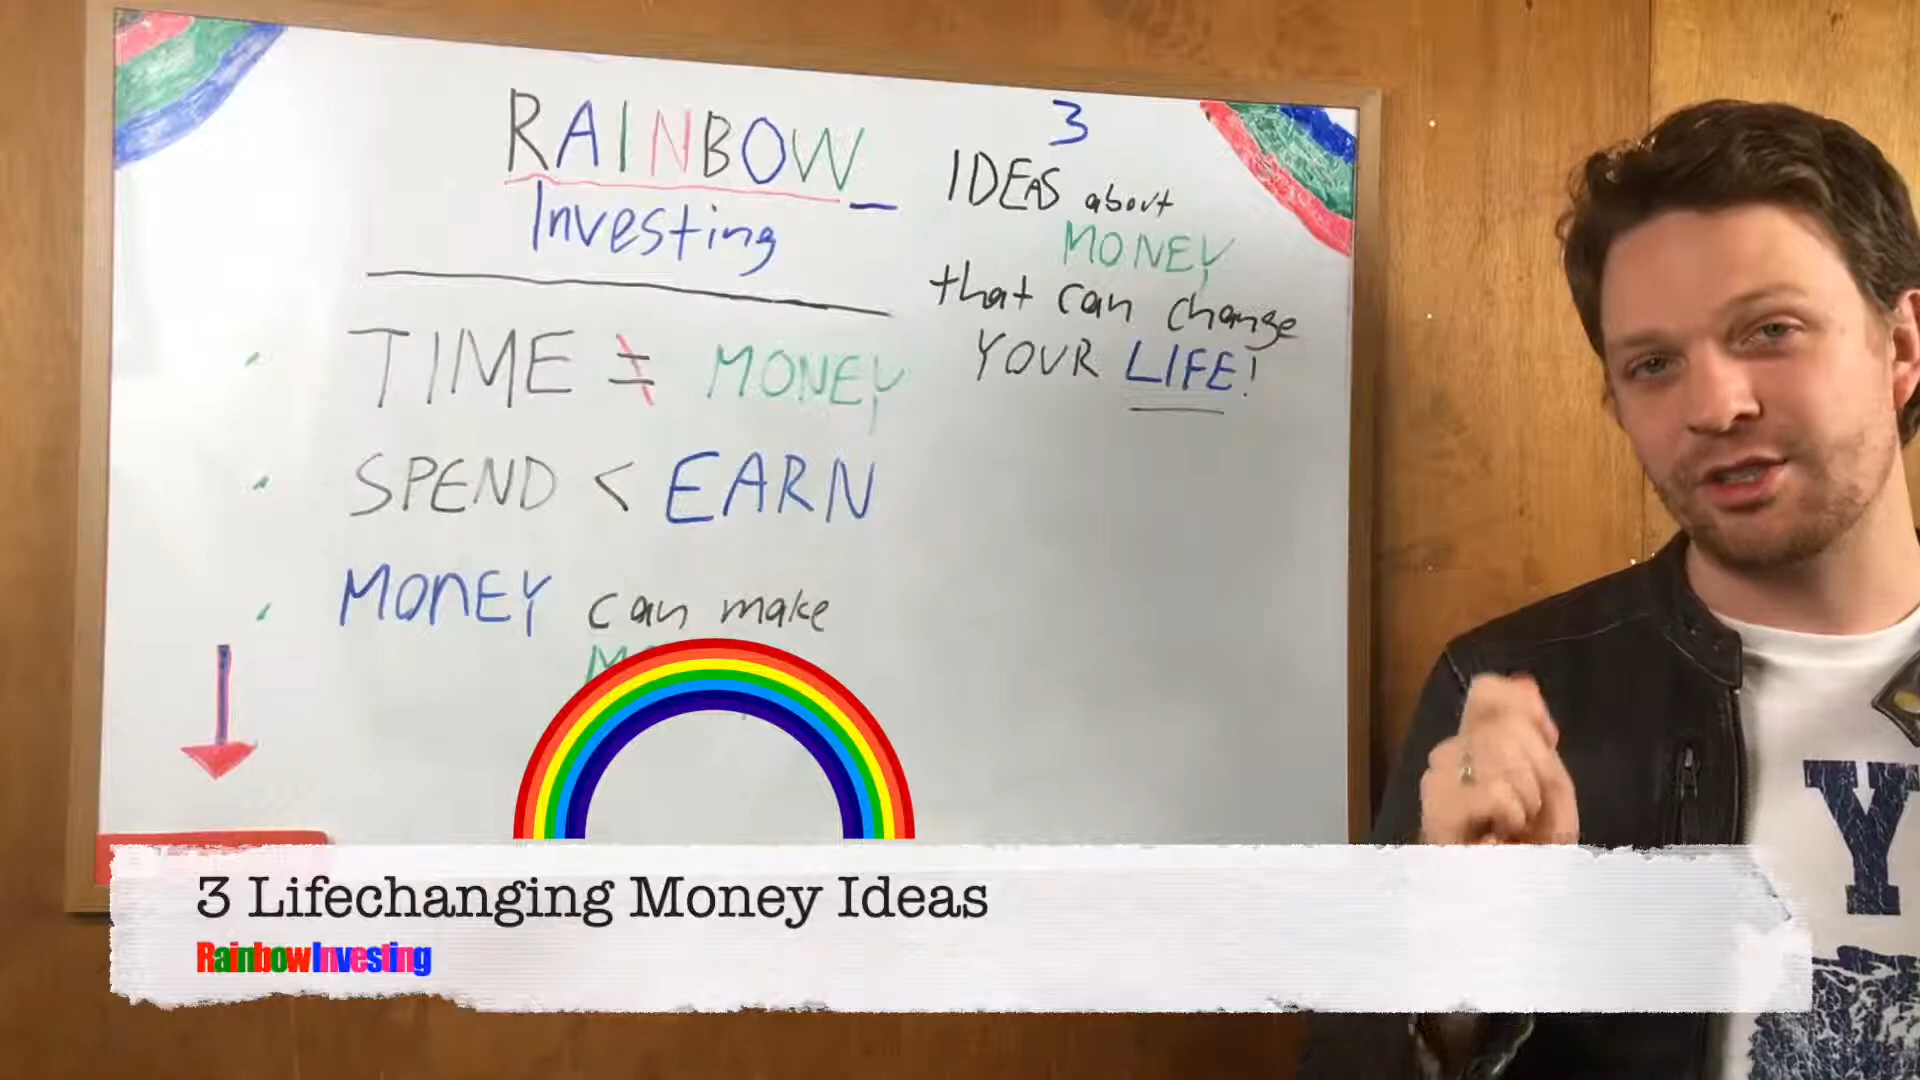 RAINBOW
Investing
TIME ≠ MONEY
SPEND < EARN
MONEY can make
3
IDEAS about
MONEY
that can change
YOUR LIFE!
3 Lifechanging Money Ideas
RainbowInvesting
Y